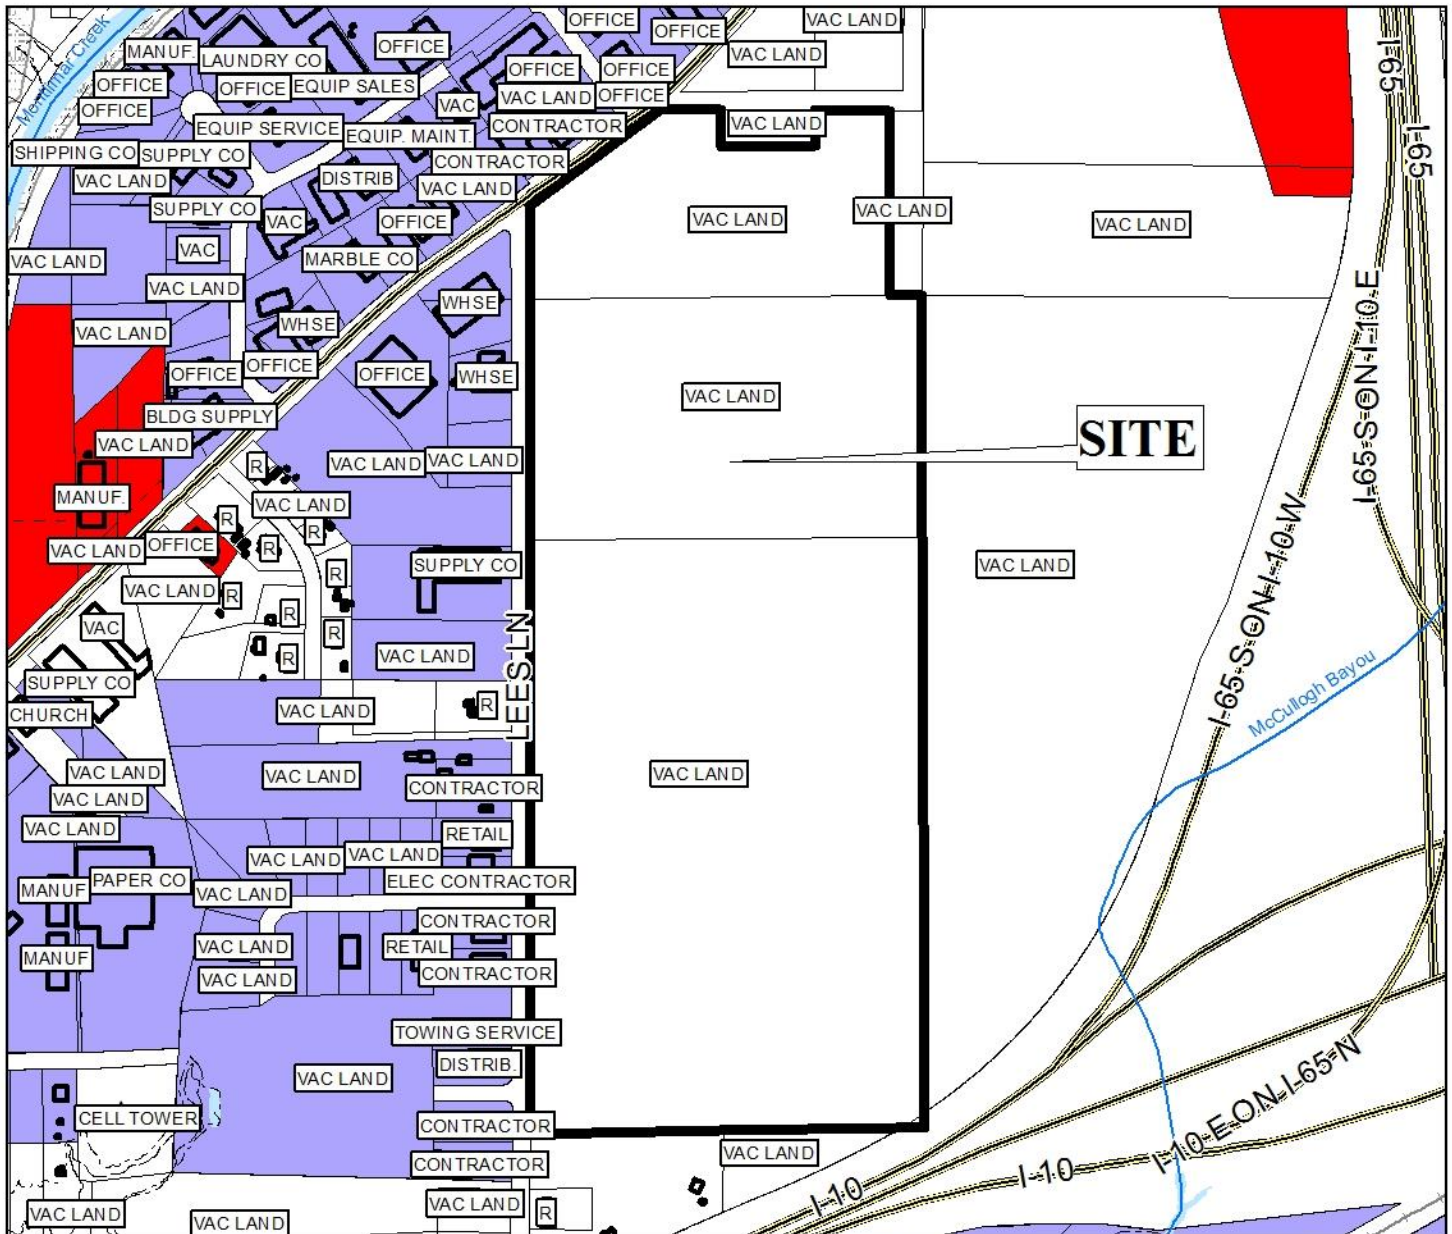 OFFICE
VAC LAND
OFFICE
OFFICE
MANUF.
LAUNDRY CO
VAC LAND
I-65
OFFICE
OFFICE
OFFICE
OFFICE
EQUIP SALES
VAC LAND
OFFICE
OFFICE
VAC
Merrimar Creek
EQUIP SERVICE
EQUIP. MAINT.
CONTRACTOR
VAC LAND
I-65
SHIPPING CO
SUPPLY CO
CONTRACTOR
VAC LAND
DISTRIB
VAC LAND
SUPPLY CO
VAC
OFFICE
VAC LAND
VAC LAND
VAC LAND
VAC
MARBLE CO
VAC LAND
VAC LAND
WHSE
VAC LAND
WHSE
I-65-S-ON-I-10-E
OFFICE
OFFICE
OFFICE
WHSE
VAC LAND
BLDG SUPPLY
VAC LAND
SITE
R
VAC LAND
VAC LAND
MANUF.
VAC LAND
R
R
VAC LAND
OFFICE
R
SUPPLY CO
VAC LAND
R
VAC LAND
R
R
I-65-S-ON-I-10-W
VAC
R
R
VAC LAND
LEES LN
SUPPLY CO
CHURCH
VAC LAND
R
McCullogh Bayou
VAC LAND
VAC LAND
VAC LAND
VAC LAND
CONTRACTOR
VAC LAND
RETAIL
VAC LAND
VAC LAND
MANUF
PAPER CO
VAC LAND
ELEC CONTRACTOR
CONTRACTOR
VAC LAND
RETAIL
MANUF
VAC LAND
CONTRACTOR
TOWING SERVICE
DISTRIB.
VAC LAND
CELL TOWER
CONTRACTOR
I-10-E-ON-I-65-N
CONTRACTOR
VAC LAND
I-10
I-10
VAC LAND
VAC LAND
VAC LAND
R